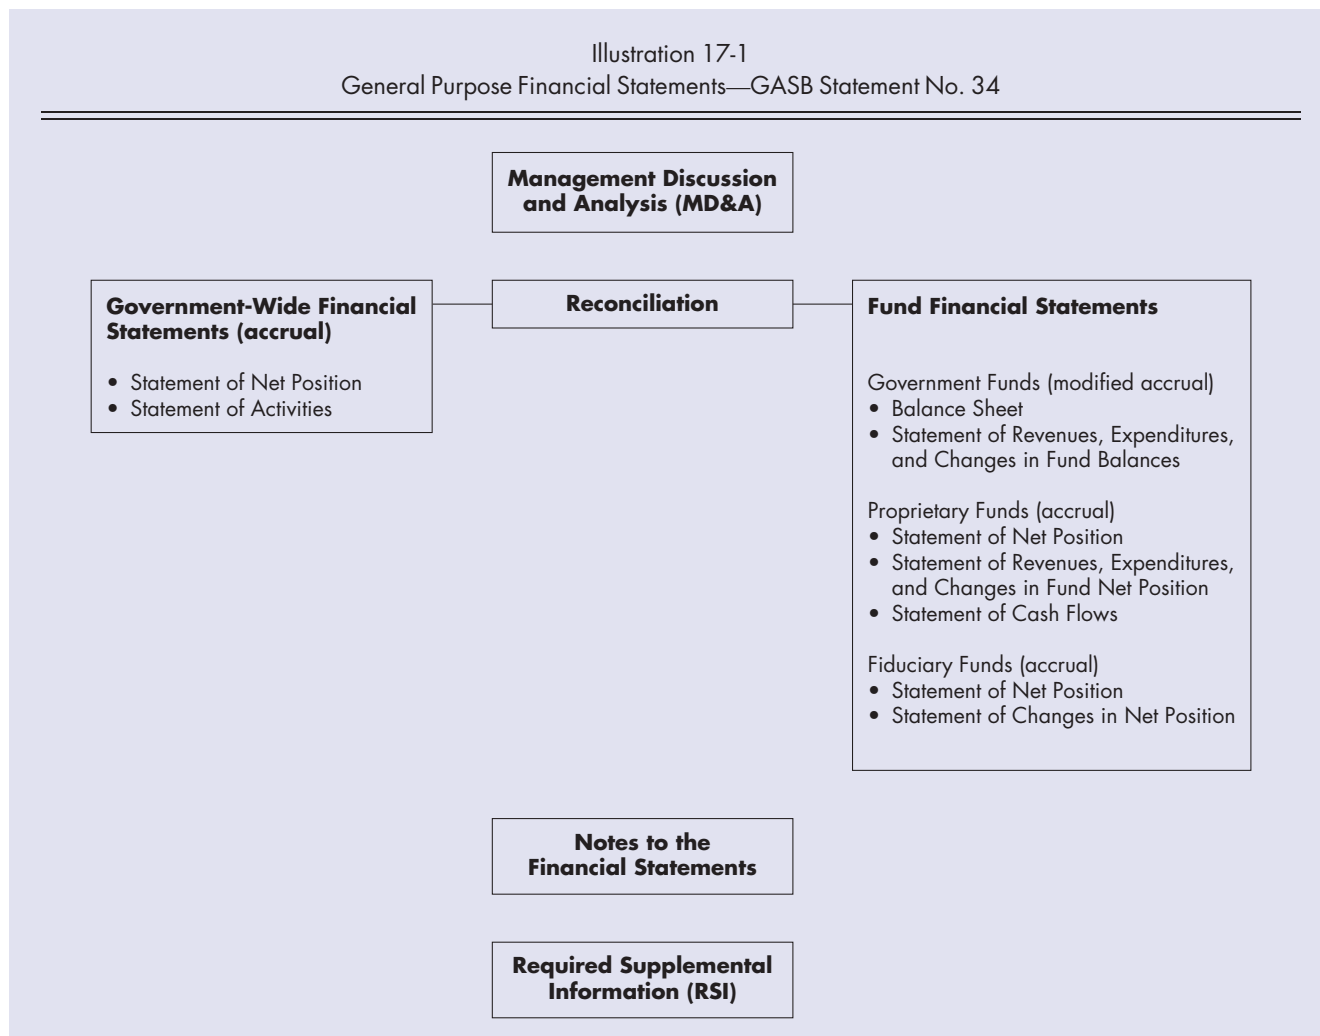 Illustration 17-1
General Purpose Financial Statements—GASB Statement No. 34
Management Discussion
and Analysis (MD&A)
Government-Wide Financial
Statements (accrual)
• Statement of Net Position
• Statement of Activities
Reconciliation
Fund Financial Statements
Government Funds (modified accrual)
• Balance Sheet
• Statement of Revenues, Expenditures,
and Changes in Fund Balances
Proprietary Funds (accrual)
• Statement of Net Position
• Statement of Revenues, Expenditures,
and Changes in Fund Net Position
• Statement of Cash Flows
Fiduciary Funds (accrual)
• Statement of Net Position
• Statement of Changes in Net Position
Notes to the
Financial Statements
Required Supplemental
Information (RSI)